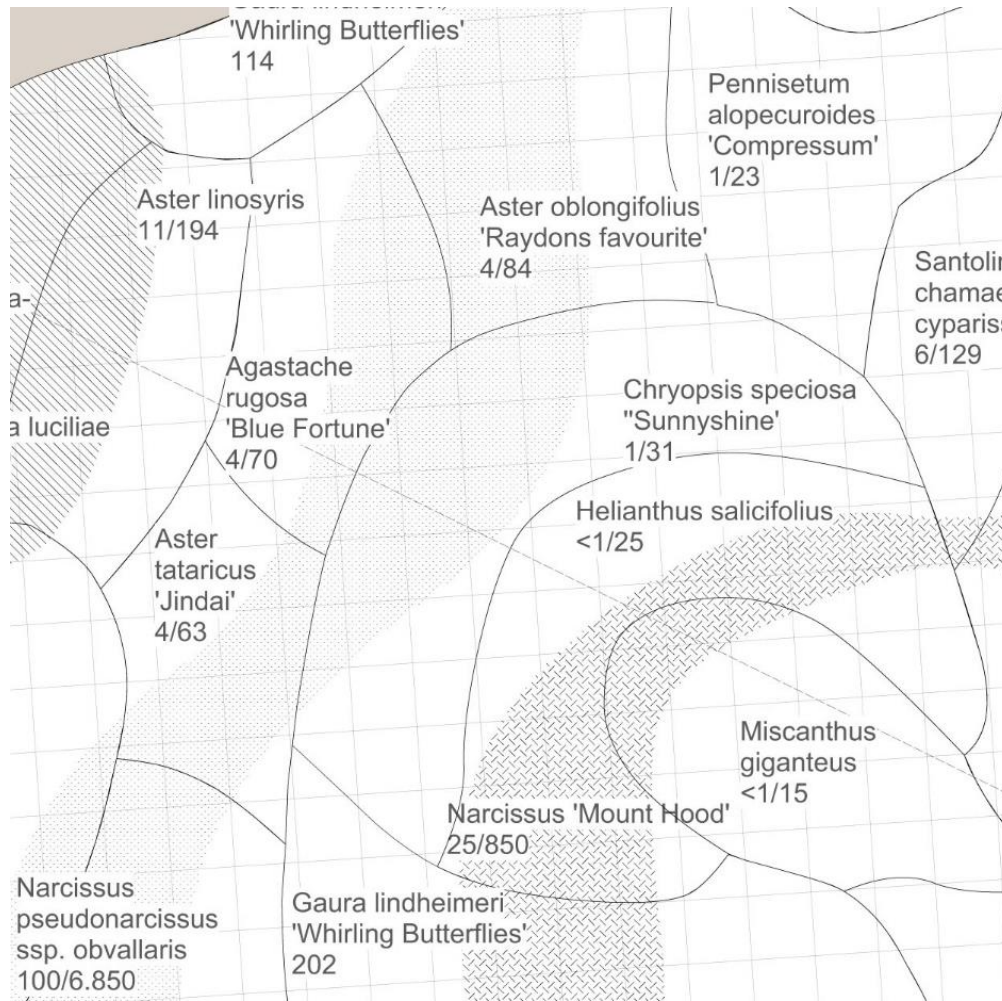 'Whirling Butterflies'
114
Pennisetum
alopecuroides
'Compressum'
1/23
Aster linosyris
11/194
Aster oblongifolius
'Raydons favourite'
4/84
Santolin
chamae
cypariss
6/129
a-
Agastache
rugosa
'Blue Fortune'
4/70
Chryopsis speciosa
"Sunnyshine'
1/31
a luciliae
Helianthus salicifolius
<1/25
Aster
tataricus
'Jindai'
4/63
Miscanthus
giganteus
<1/15
Narcissus 'Mount Hood'
25/850
Narcissus
pseudonarcissus
ssp. obvallaris
100/6.850
Gaura lindheimeri
'Whirling Butterflies'
202